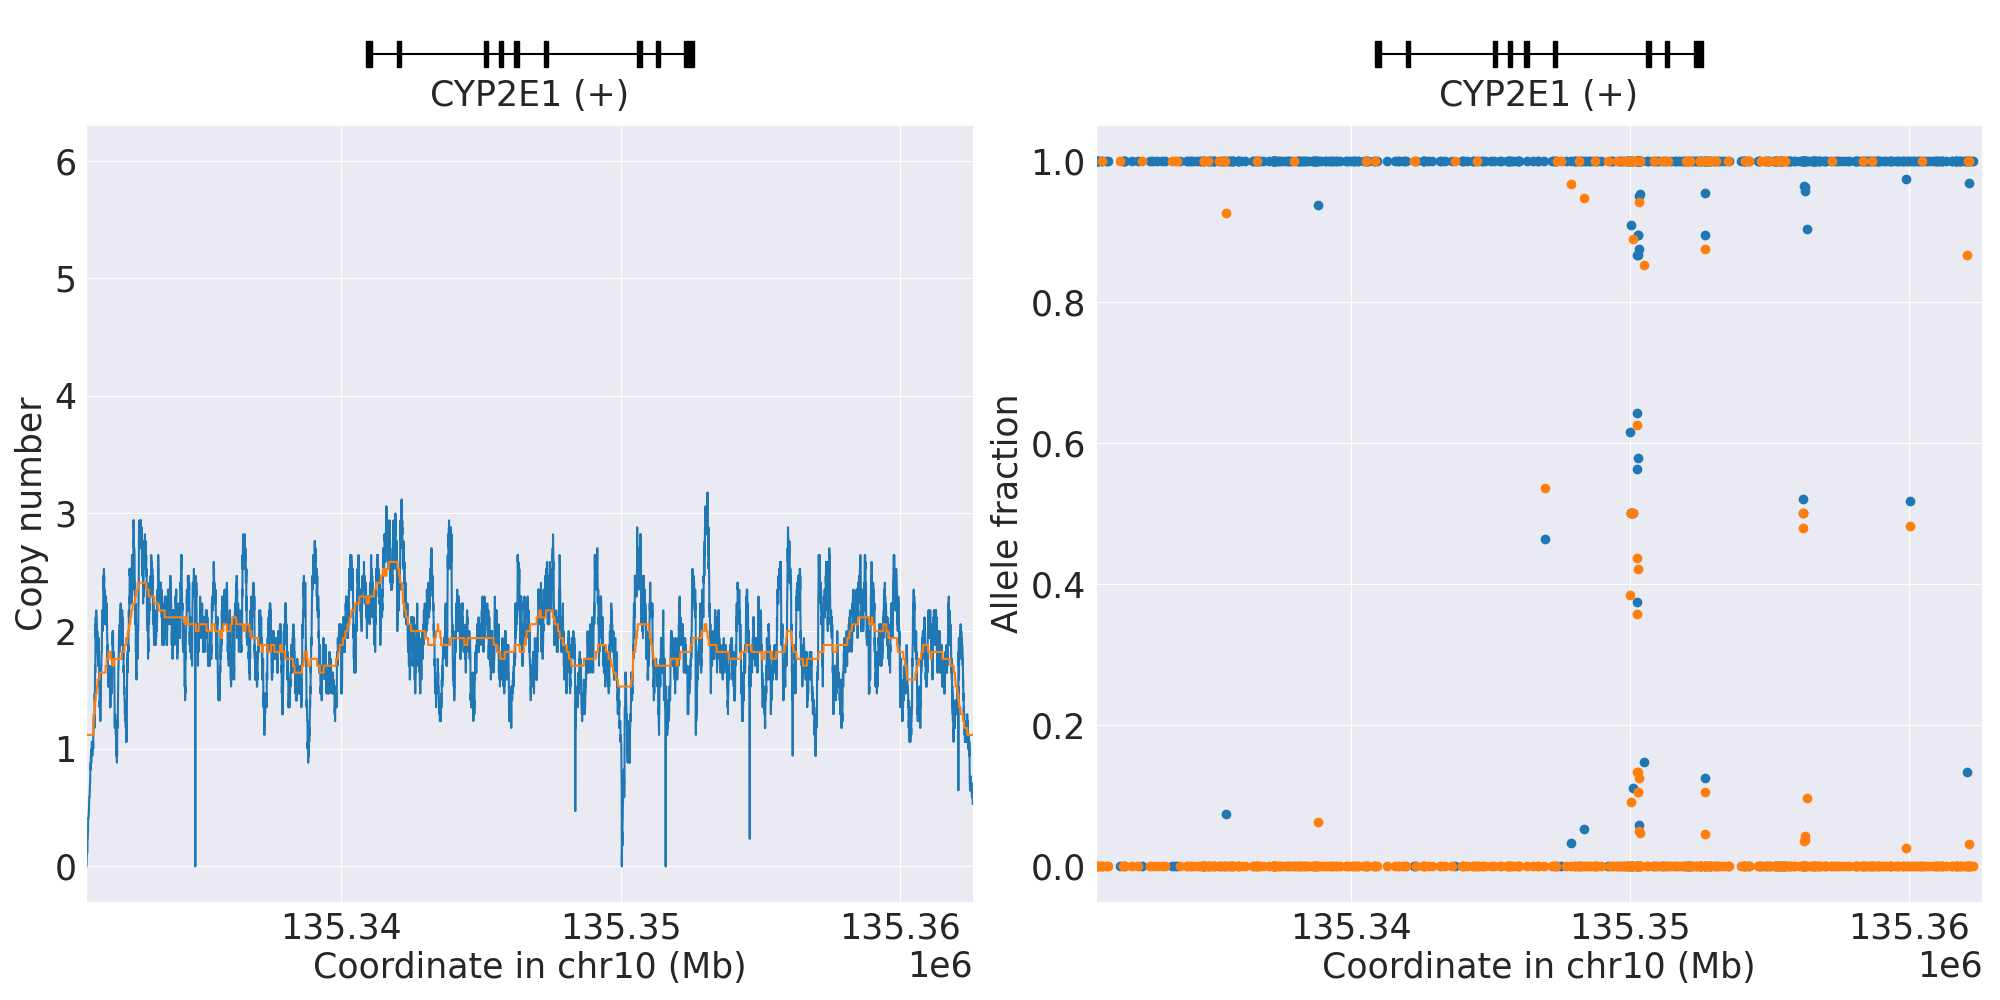 CYP2E1 (+)
6
5
4
3
2
1
0
Copy number
135.34 135.35 135.36
Coordinate in chr10 (Mb)
1e6
CYP2E1 (+)
1.0
0.8
0.6
0.4
0.2
0.0
Allele fraction
135.34 135.35 135.36
Coordinate in chr10 (Mb)
1e6